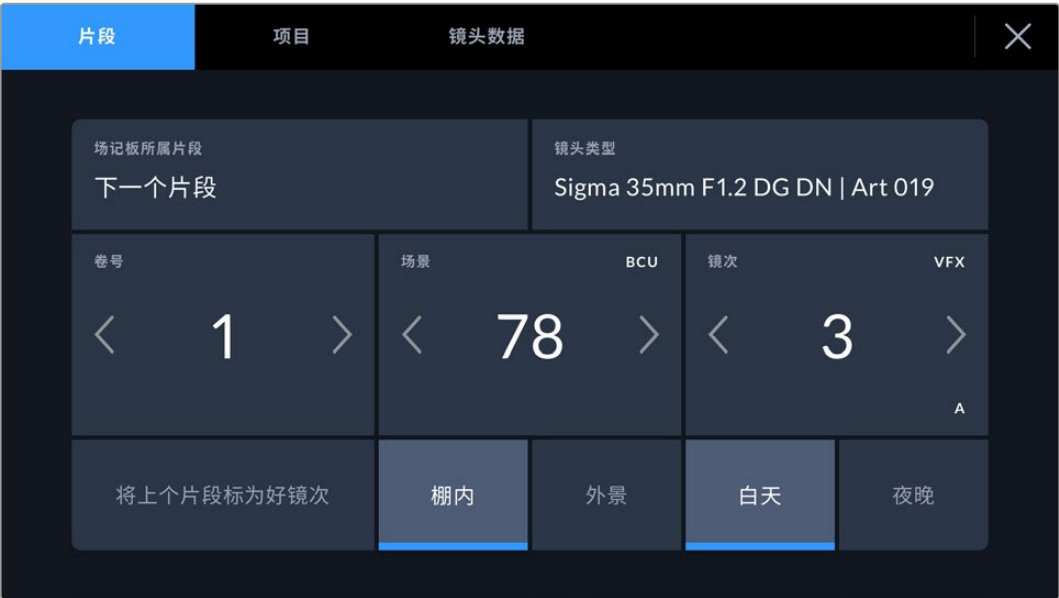 片段 项目 镜头数据
场记板所属片段 镜头类型
下一个片段 Sigma 35mm F1.2 DG DN | Art 019
卷号 场景 BCU 镜次 VFX
1 78 3
A
将上个片段标为好镜次 棚内 外景 白天 夜晚